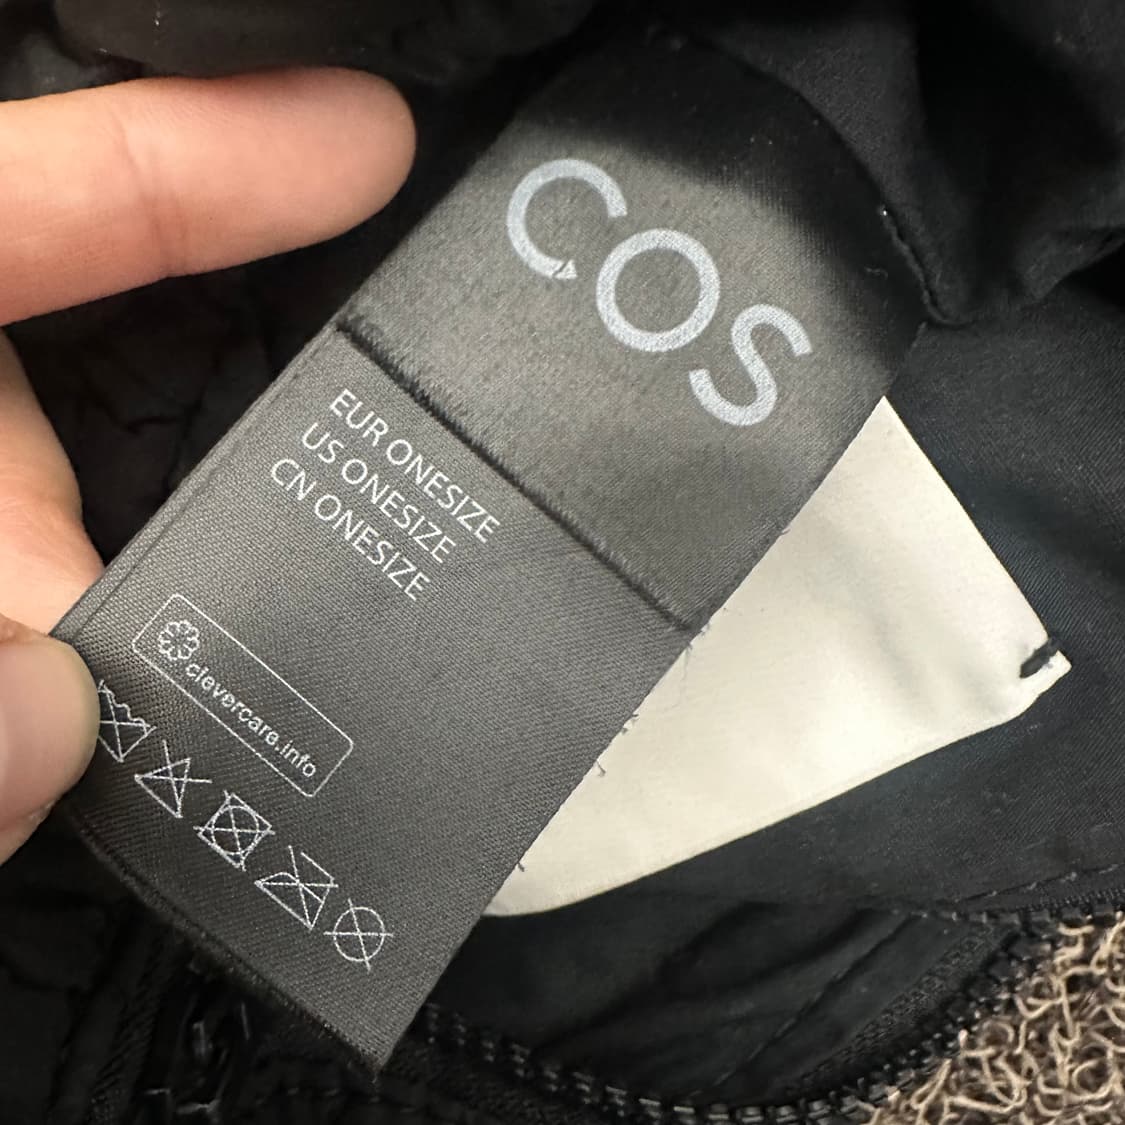 COS
EUR ONESIZE
US ONESIZE
CN ONESIZE
clevercare.info